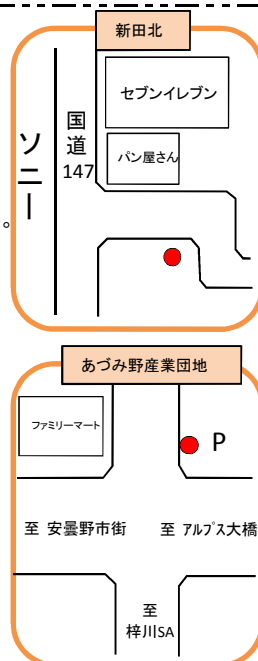 新田北
セブンイレブン
パン屋さん
国道
147
ソニー
。
あづみ野産業団地
ファミリーマート
P
至 安曇野市街
至 アルプス大橋
至
梓川SA